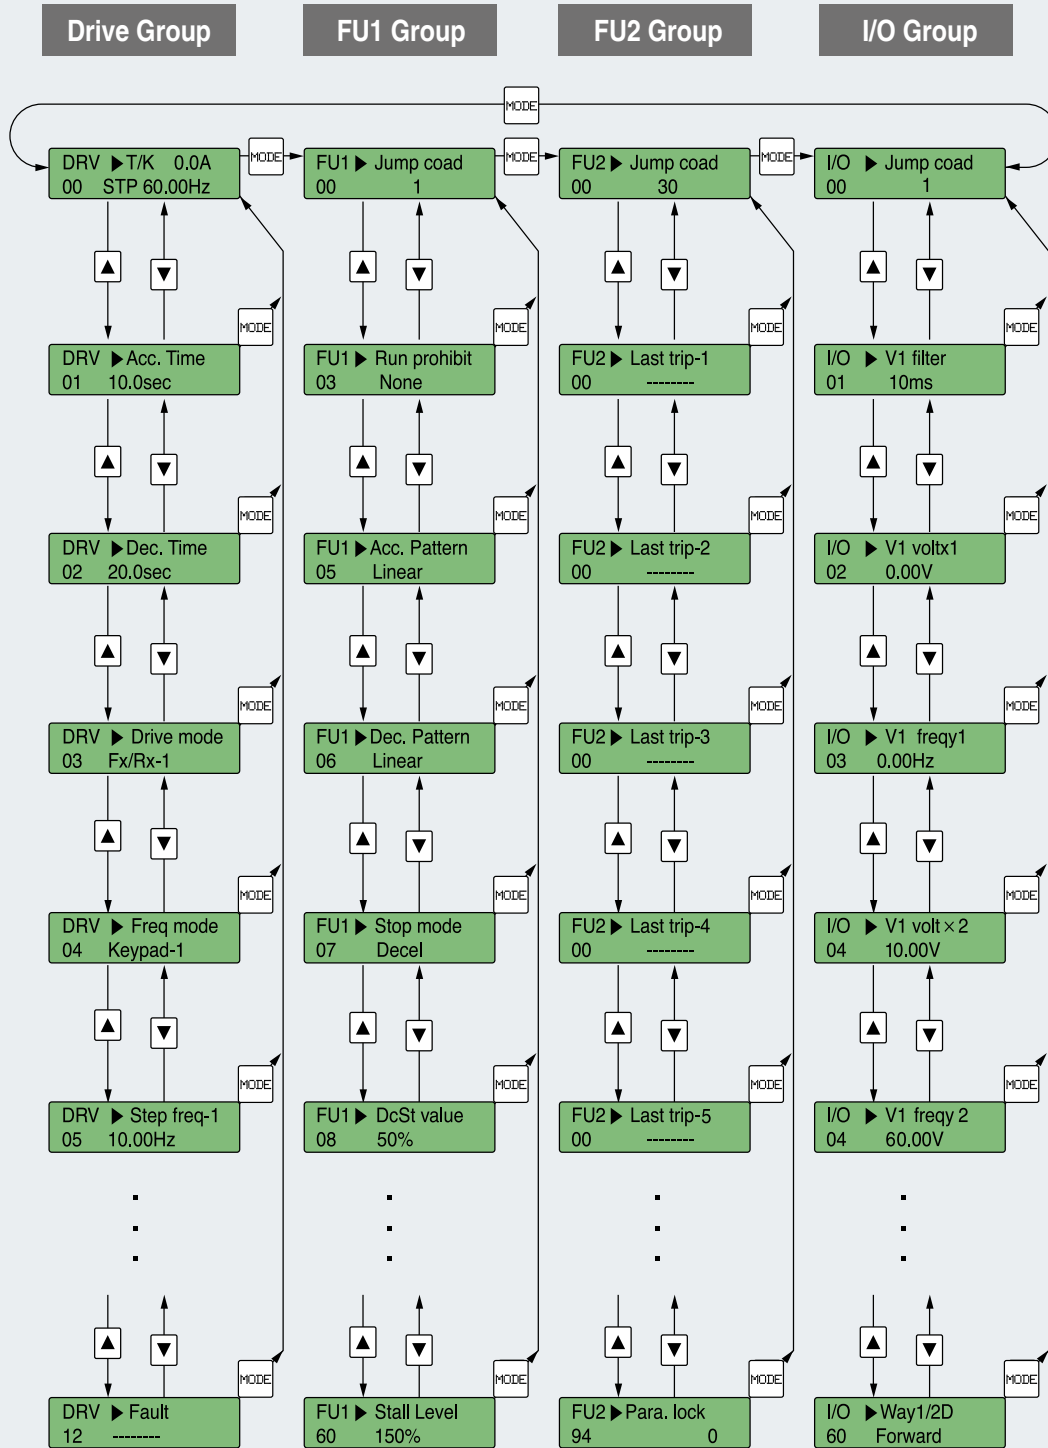 Drive Group
FU1 Group
FU2 Group
I/O Group
MODE
DRV ▶T/K 0.0A
00 STP 60.00Hz
MODE
FU1 ▶ Jump coad
00 1
MODE
FU2 ▶ Jump coad
00 30
MODE
I/O ▶ Jump coad
00 1
▲ ▼
▲ ▼
▲ ▼
▲ ▼
MODE
MODE
MODE
MODE
DRV ▶Acc. Time
01 10.0sec
FU1 ▶ Run prohibit
03 None
FU2 ▶ Last trip-1
00 --------
I/O ▶ V1 filter
01 10ms
▲ ▼
▲ ▼
▲ ▼
▲ ▼
MODE
MODE
MODE
MODE
DRV ▶Dec. Time
02 20.0sec
FU1 ▶Acc. Pattern
05 Linear
FU2 ▶ Last trip-2
00 --------
I/O ▶ V1 voltx1
02 0.00V
▲ ▼
▲ ▼
▲ ▼
▲ ▼
MODE
MODE
MODE
MODE
DRV ▶ Drive mode
03 Fx/Rx-1
FU1 ▶Dec. Pattern
06 Linear
FU2 ▶ Last trip-3
00 --------
I/O ▶ V1 freqy1
03 0.00Hz
▲ ▼
▲ ▼
▲ ▼
▲ ▼
MODE
MODE
MODE
MODE
DRV ▶ Freq mode
04 Keypad-1
FU1 ▶ Stop mode
07 Decel
FU2 ▶ Last trip-4
00 --------
I/O ▶ V1 volt×2
04 10.00V
▲ ▼
▲ ▼
▲ ▼
▲ ▼
MODE
MODE
MODE
MODE
DRV ▶ Step freq-1
05 10.00Hz
FU1 ▶ DcSt value
08 50%
FU2 ▶ Last trip-5
00 --------
I/O ▶ V1 freqy 2
04 60.00V
▲ ▼
▲ ▼
▲ ▼
▲ ▼
MODE
MODE
MODE
MODE
DRV ▶ Fault
12 --------
FU1 ▶ Stall Level
60 150%
FU2 ▶Para. lock
94 0
I/O ▶Way1/2D
60 Forward